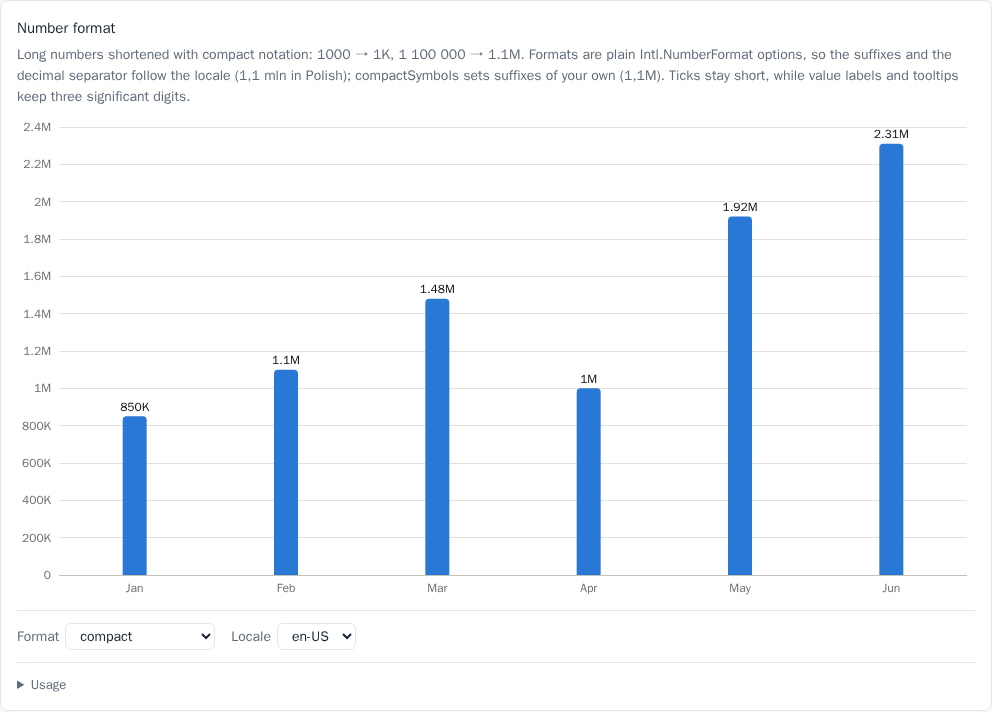 Number format
Long numbers shortened with compact notation: 1000 → 1K, 1 100 000 → 1.1M. Formats are plain Intl.NumberFormat options, so the suffixes and the
decimal separator follow the locale (1,1 mln in Polish); compactSymbols sets suffixes of your own (1,1M). Ticks stay short, while value labels and tooltips
keep three significant digits.
2.4M
2.31M
2.2M
2M
1.92M
1.8M
1.6M
1.48M
1.4M
1.2M
1.1M
1M
1M
850K
800K
600K
400K
200K
0
Jan Feb Mar Apr May Jun
Format compact Locale en-US
Usage